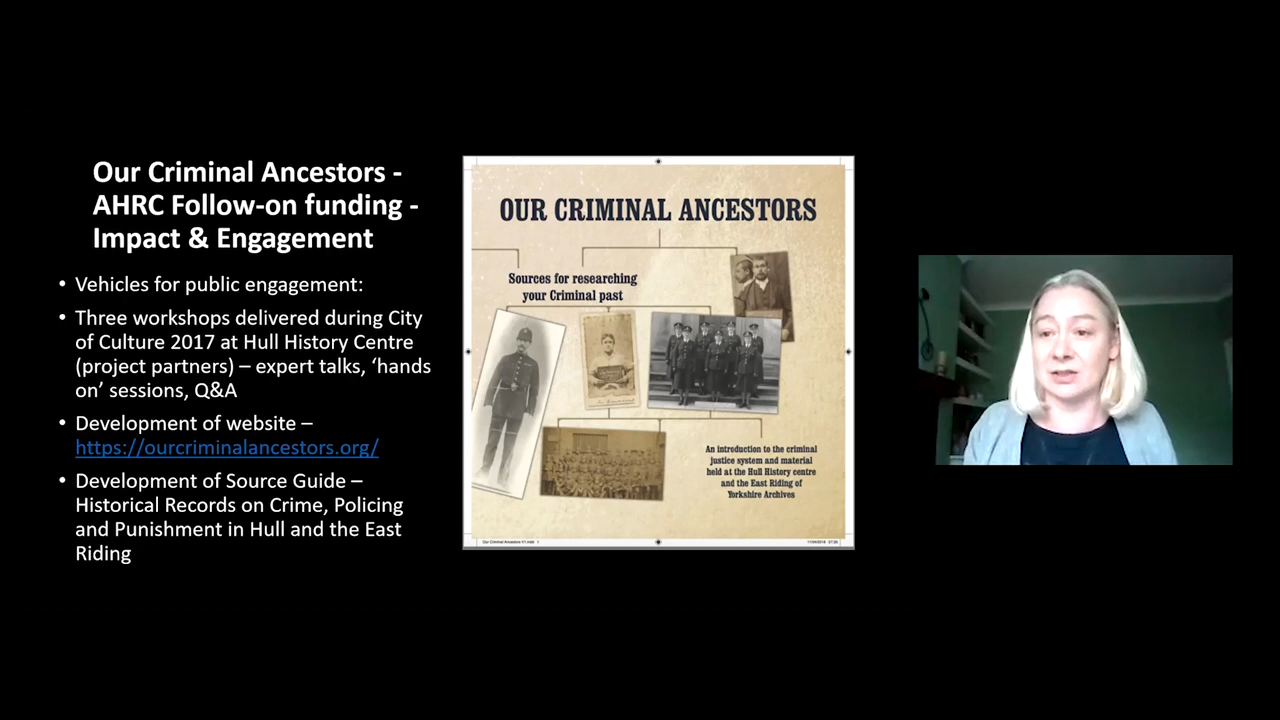 Our Criminal Ancestors -
AHRC Follow-on funding -
Impact & Engagement
• Vehicles for public engagement:
• Three workshops delivered during City
of Culture 2017 at Hull History Centre
(project partners) – expert talks, ‘hands
on’ sessions, Q&A
• Development of website –
https://ourcriminalancestors.org/
• Development of Source Guide –
Historical Records on Crime, Policing
and Punishment in Hull and the East
Riding
OUR CRIMINAL ANCESTORS
Sources for researching
your Criminal past
An introduction to the criminal
justice system and material
held at the Hull History centre
and the East Riding of
Yorkshire Archives